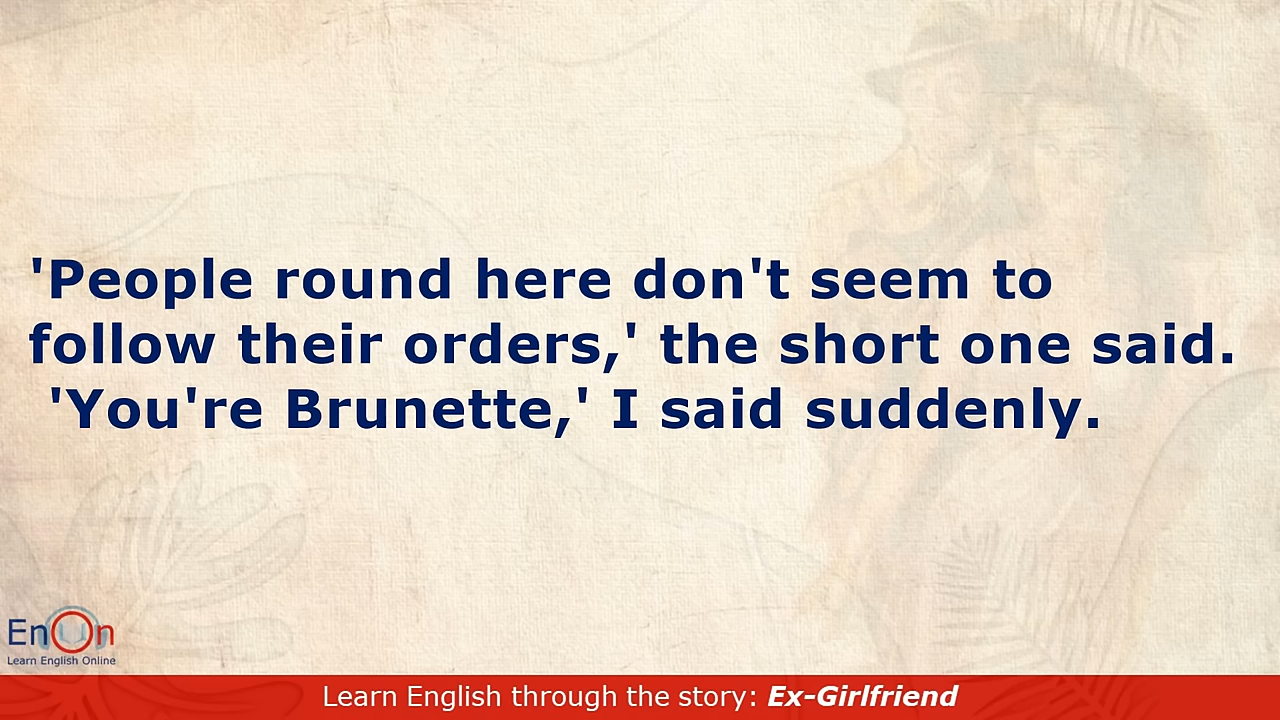 'People round here don't seem to
follow their orders,' the short one said.
'You're Brunette,' I said suddenly.
EnOn
Learn English Online
Learn English through the story: Ex-Girlfriend